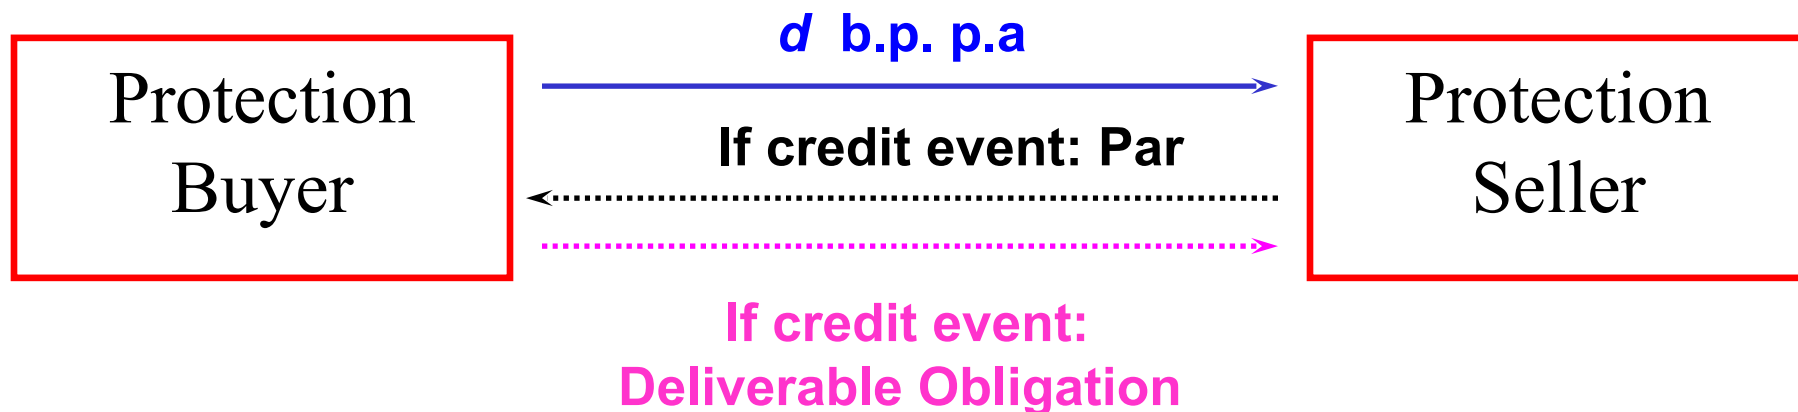 d b.p. p.a
Protection
Buyer
If credit event: Par
Protection
Seller
If credit event:
Deliverable Obligation